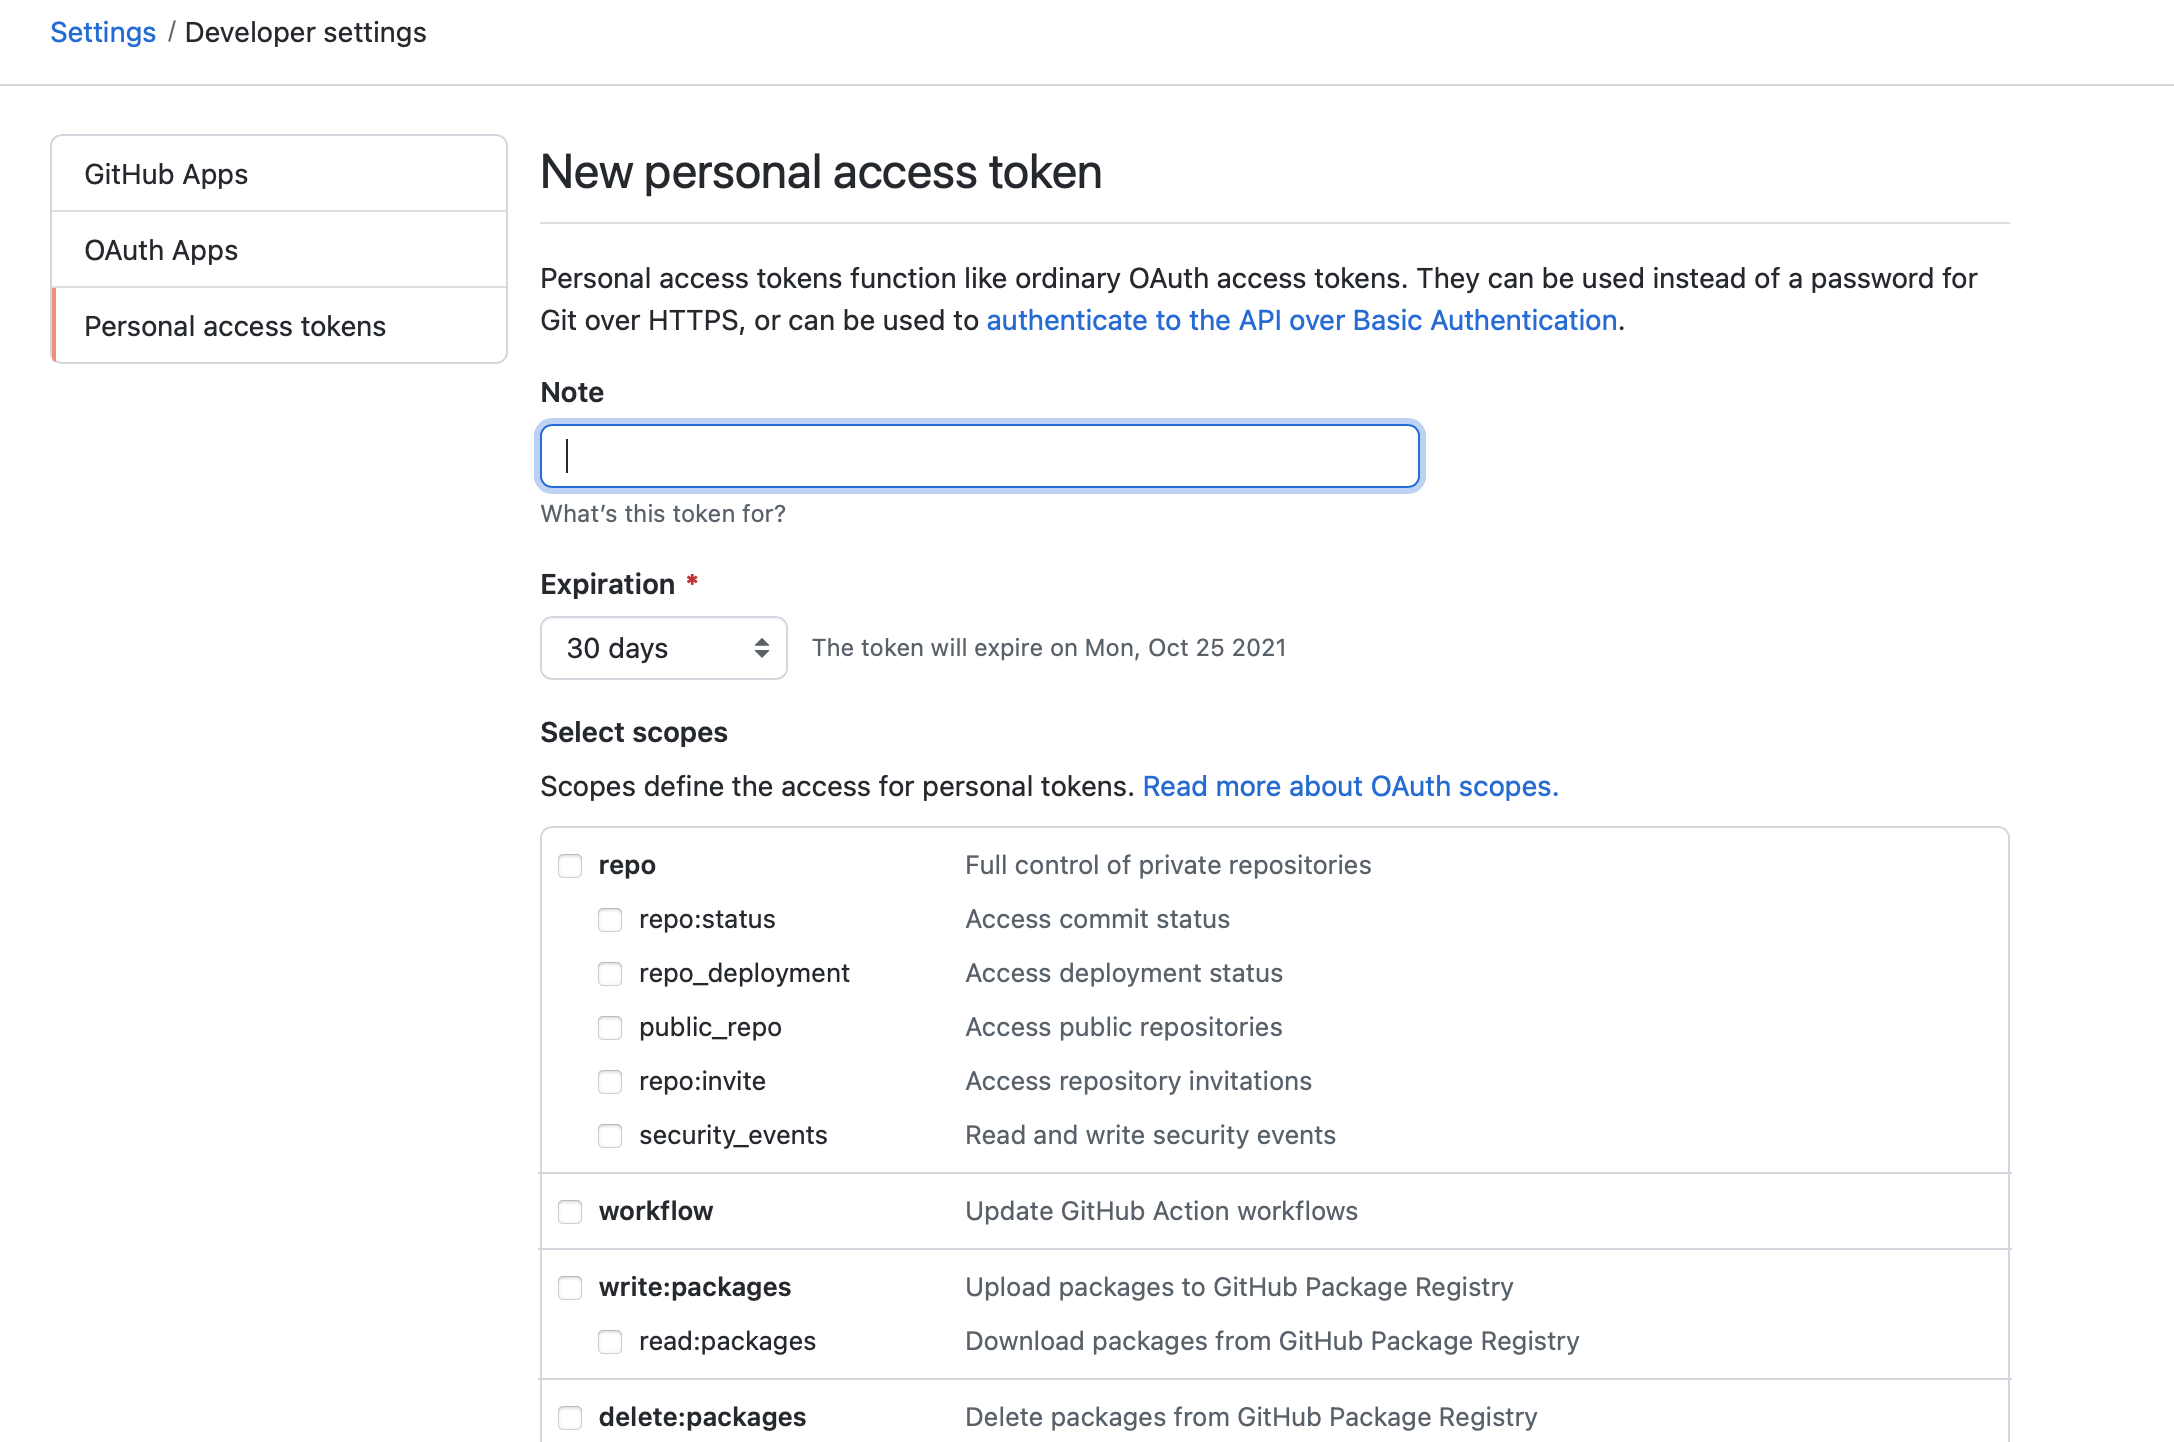 Settings / Developer settings
GitHub Apps
OAuth Apps
Personal access tokens
New personal access token
Personal access tokens function like ordinary OAuth access tokens. They can be used instead of a password for
Git over HTTPS, or can be used to authenticate to the API over Basic Authentication.
Note
What's this token for?
Expiration *
30 days The token will expire on Mon, Oct 25 2021
Select scopes
Scopes define the access for personal tokens. Read more about OAuth scopes.
repo Full control of private repositories
repo:status Access commit status
repo_deployment Access deployment status
public_repo Access public repositories
repo:invite Access repository invitations
security_events Read and write security events
workflow Update GitHub Action workflows
write:packages Upload packages to GitHub Package Registry
read:packages Download packages from GitHub Package Registry
delete:packages Delete packages from GitHub Package Registry